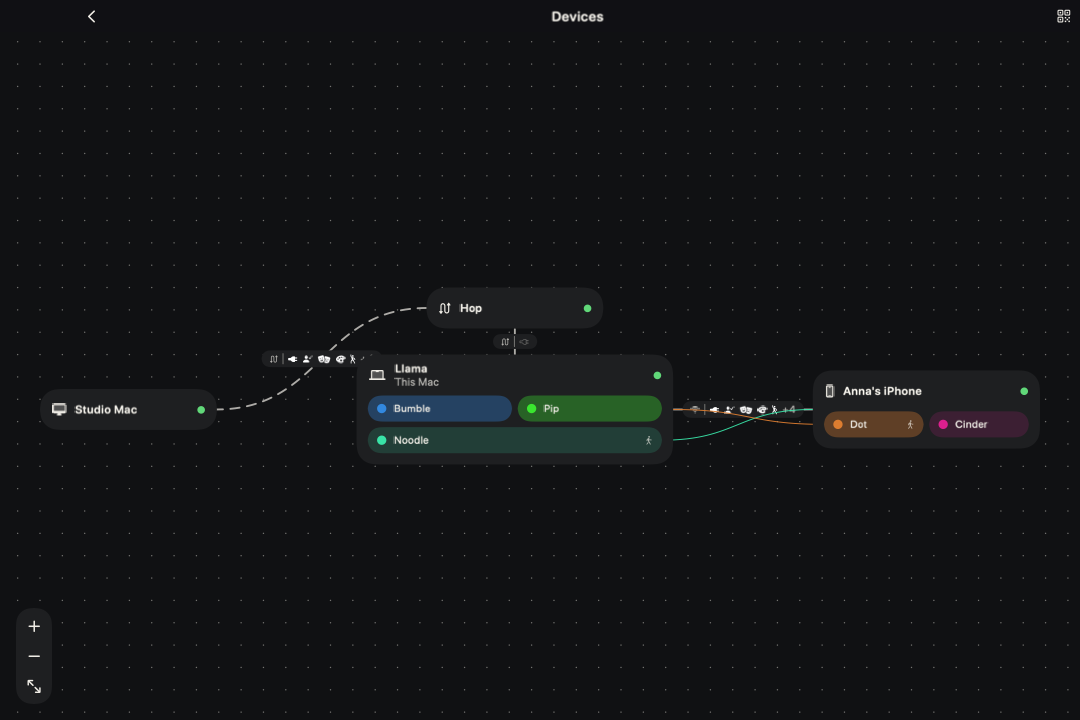 Devices
Hop
Llama
This Mac
Studio Mac
Bumble
Pip
Noodle
+4
Anna's iPhone
Dot
Cinder